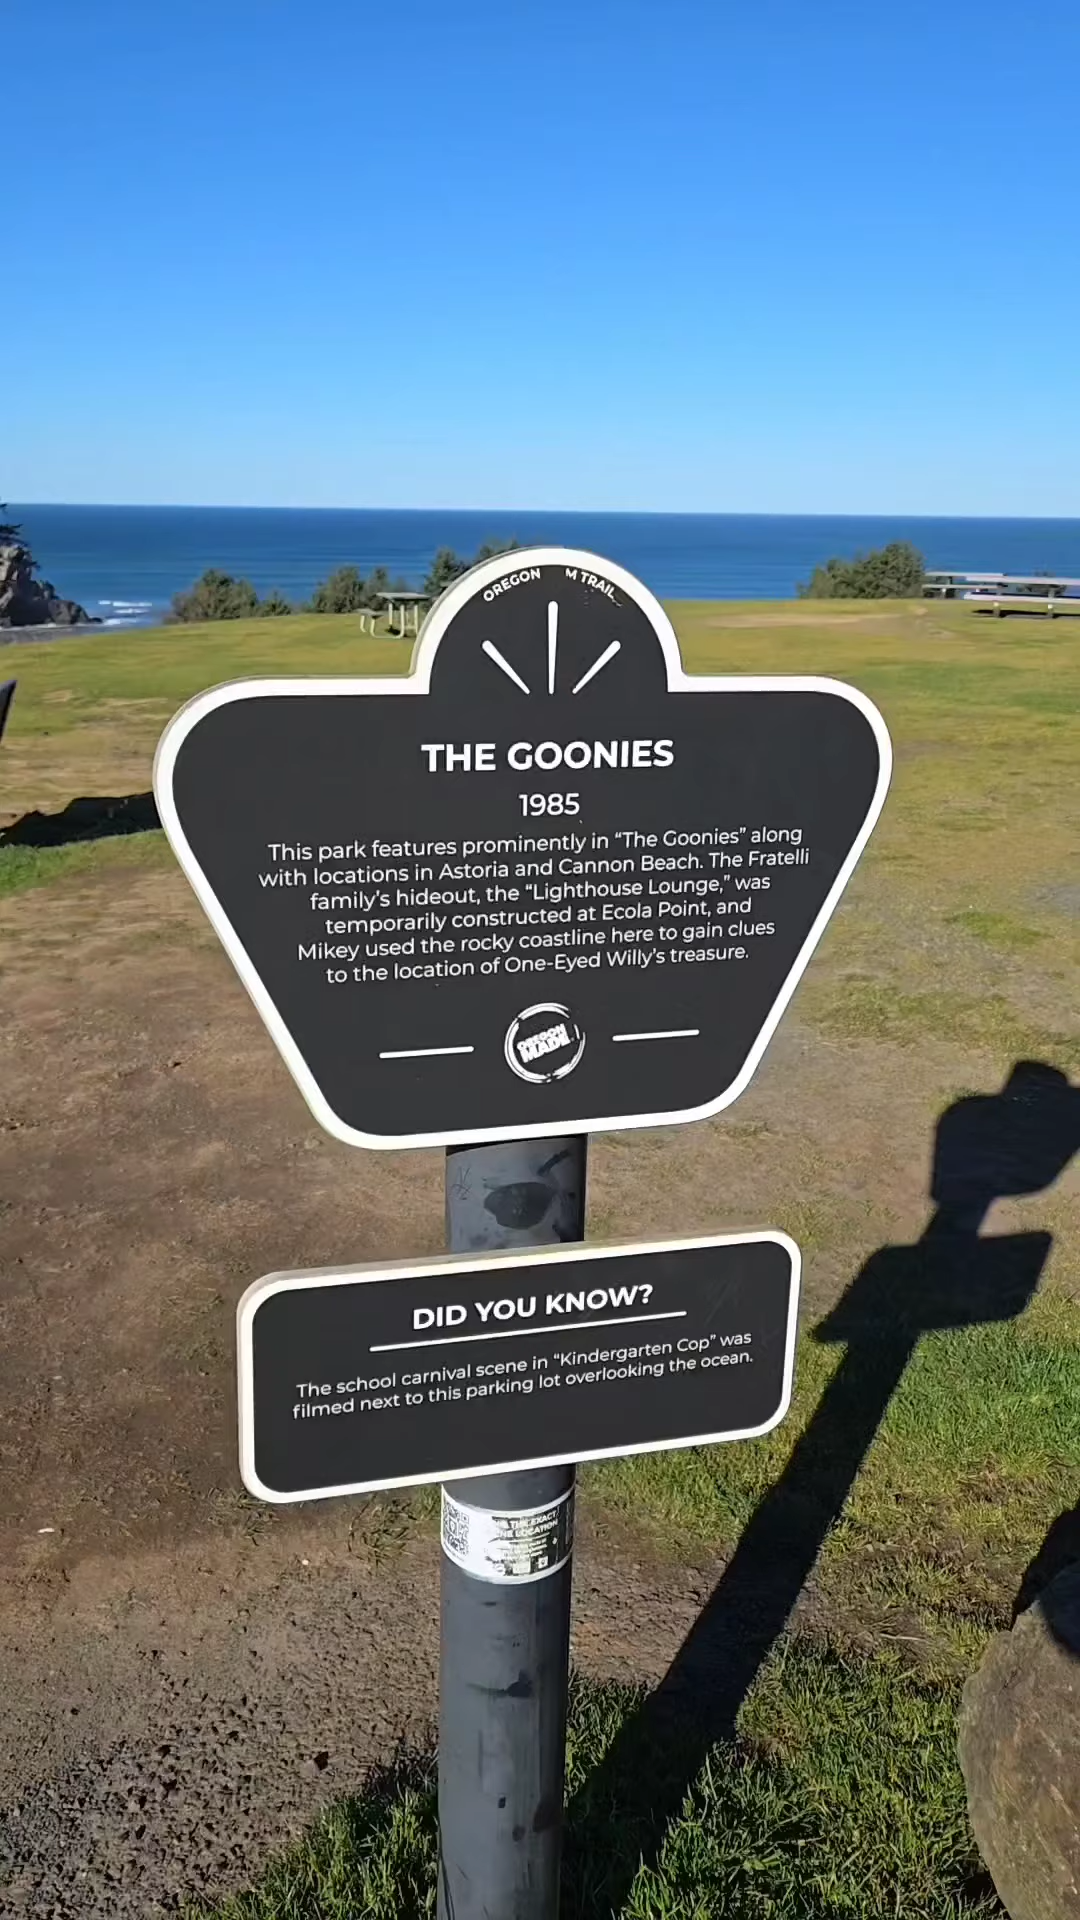 OREGON M TRAIL
THE GOONIES
1985
This park features prominently in “The Goonies” along
with locations in Astoria and Cannon Beach. The Fratelli
family’s hideout, the “Lighthouse Lounge,” was
temporarily constructed at Ecola Point, and
Mikey used the rocky coastline here to gain clues
to the location of One-Eyed Willy’s treasure.
OREGON
MADE
DID YOU KNOW?
The school carnival scene in “Kindergarten Cop” was
filmed next to this parking lot overlooking the ocean.
THE EXACT
LOCATION